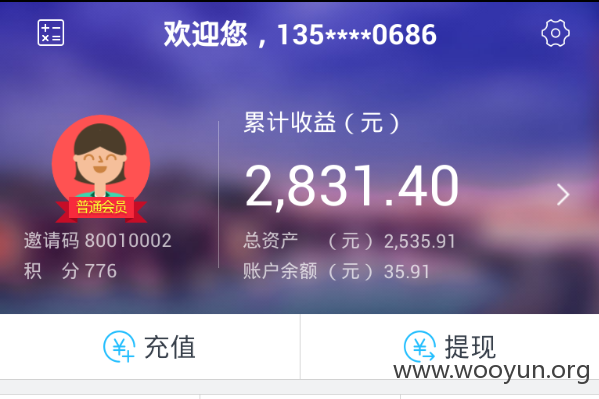 欢迎您，135****0686
累计收益（元）
2,831.40
普通会员
邀请码 80010002
总资产 （元）2,535.91
积 分 776
账户余额（元）35.91
充值
提现
www.wooyun.org